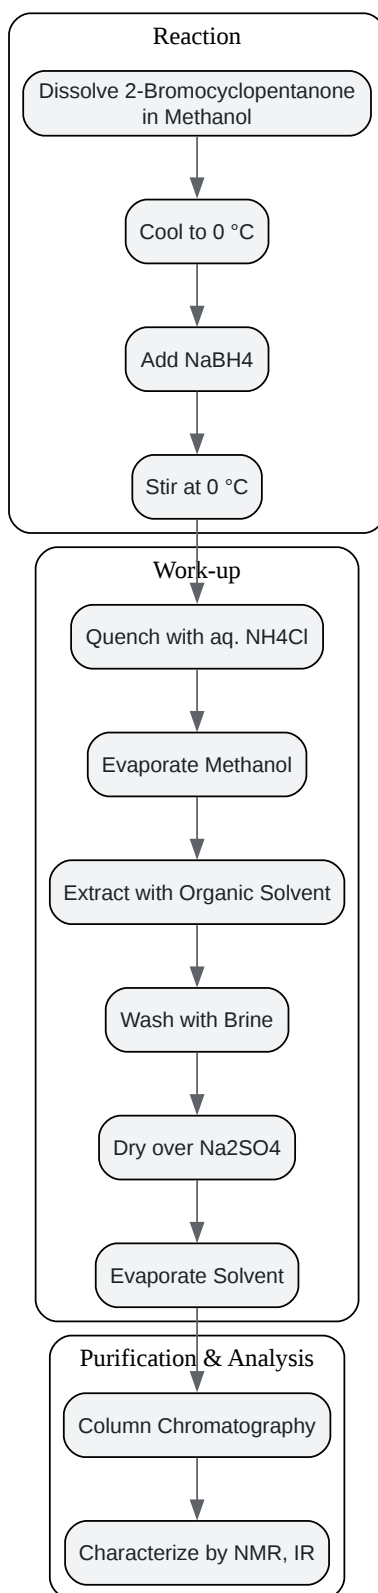 Reaction
Dissolve 2-Bromocyclopentanone
in Methanol
Cool to 0 °C
Add NaBH4
Stir at 0 °C
Work-up
Quench with aq. NH4Cl
Evaporate Methanol
Extract with Organic Solvent
Wash with Brine
Dry over Na2SO4
Evaporate Solvent
Purification & Analysis
Column Chromatography
Characterize by NMR, IR